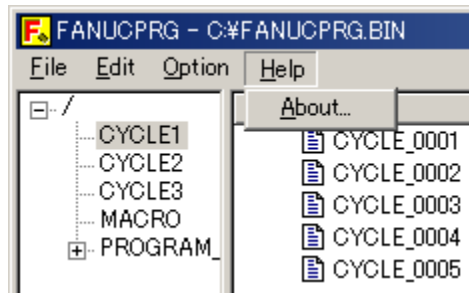 FANUCPRG - C:¥FANUCPRG.BIN
File Edit Option Help
About...
/
CYCLE1
CYCLE2
CYCLE3
MACRO
PROGRAM_
CYCLE_0001
CYCLE_0002
CYCLE_0003
CYCLE_0004
CYCLE_0005